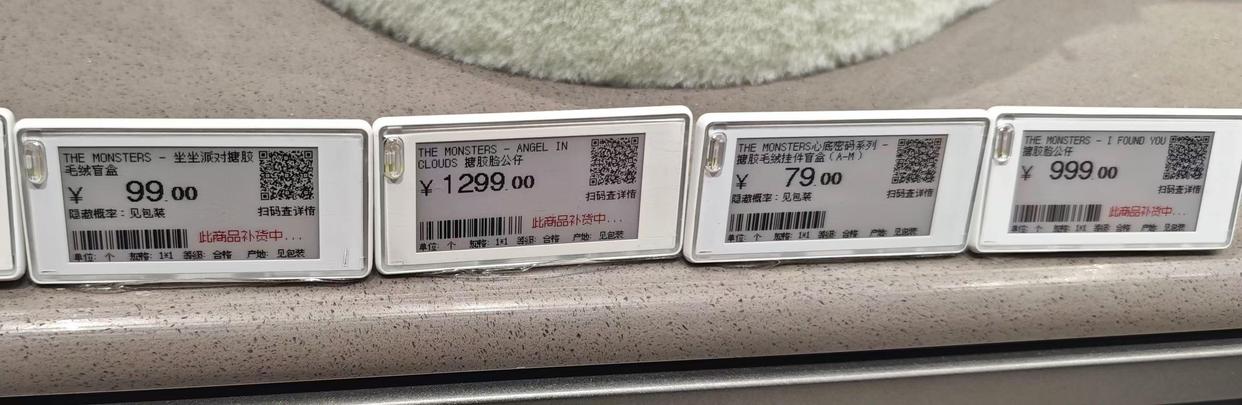 THE MONSTERS - 坐坐派对搪胶
毛绒盲盒
¥ 99.00
隐藏概率：见包装
扫码查详情
此商品补货中...
单位: 个 规格: 1*1 等级: 合格 产地: 见包装
THE MONSTERS - ANGEL IN
CLOUDS 搪胶脸公仔
¥ 1299.00
扫码查详情
此商品补货中...
单位: 个 规格: 1*1 等级: 合格 产地: 见包装
THE MONSTERS心底密码系列 -
搪胶毛绒挂件盲盒（A-M）
¥ 79.00
隐藏概率：见包装
扫码查详情
单位: 个 规格: 1*1 等级: 合格 产地: 见包装
THE MONSTERS - I FOUND YOU
搪胶脸公仔
¥ 999.00
扫码查详情
此商品补货中...
单位: 个 规格: 1*1 等级: 合格 产地: 见包装